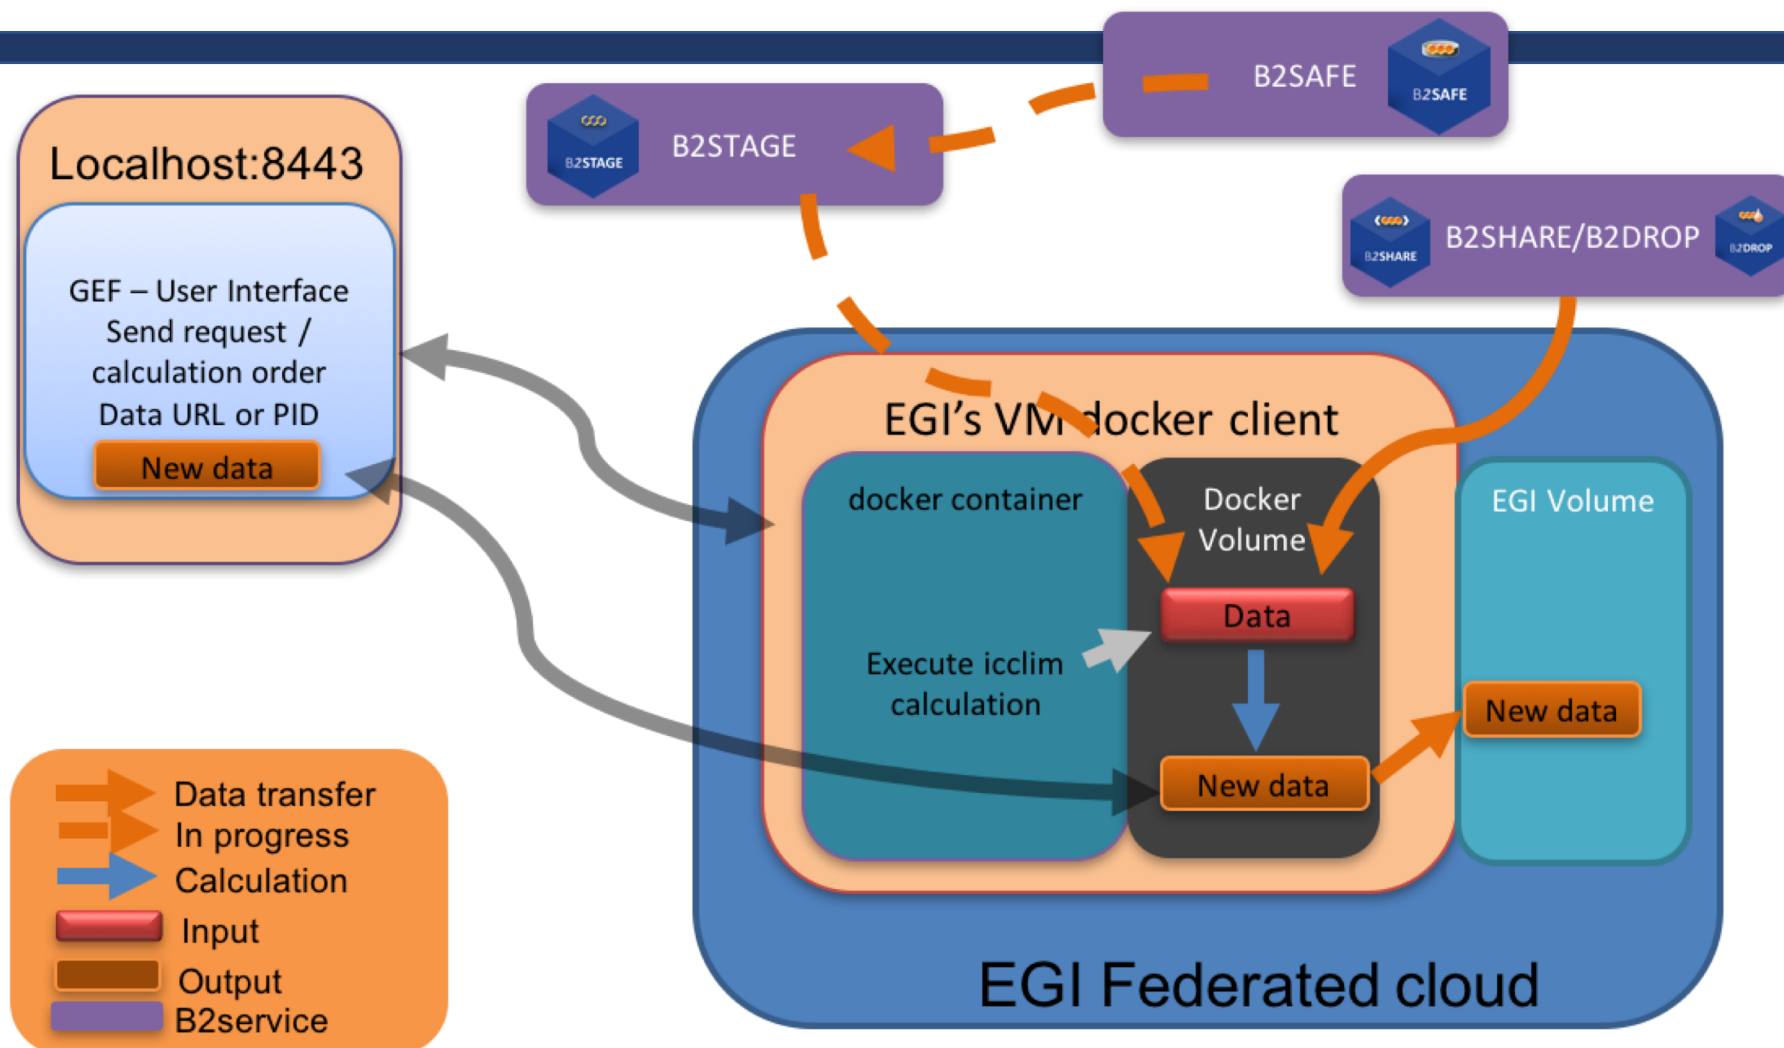 B2SAFE
B2SAFE
B2STAGE
B2STAGE
Localhost:8443
B2SHARE
B2SHARE/B2DROP
B2DROP
GEF – User Interface
Send request /
calculation order
Data URL or PID
New data
EGI's VM docker client
docker container
Docker
Volume
EGI Volume
Data
Execute icclim
calculation
New data
New data
Data transfer
In progress
Calculation
Input
Output
B2service
EGI Federated cloud